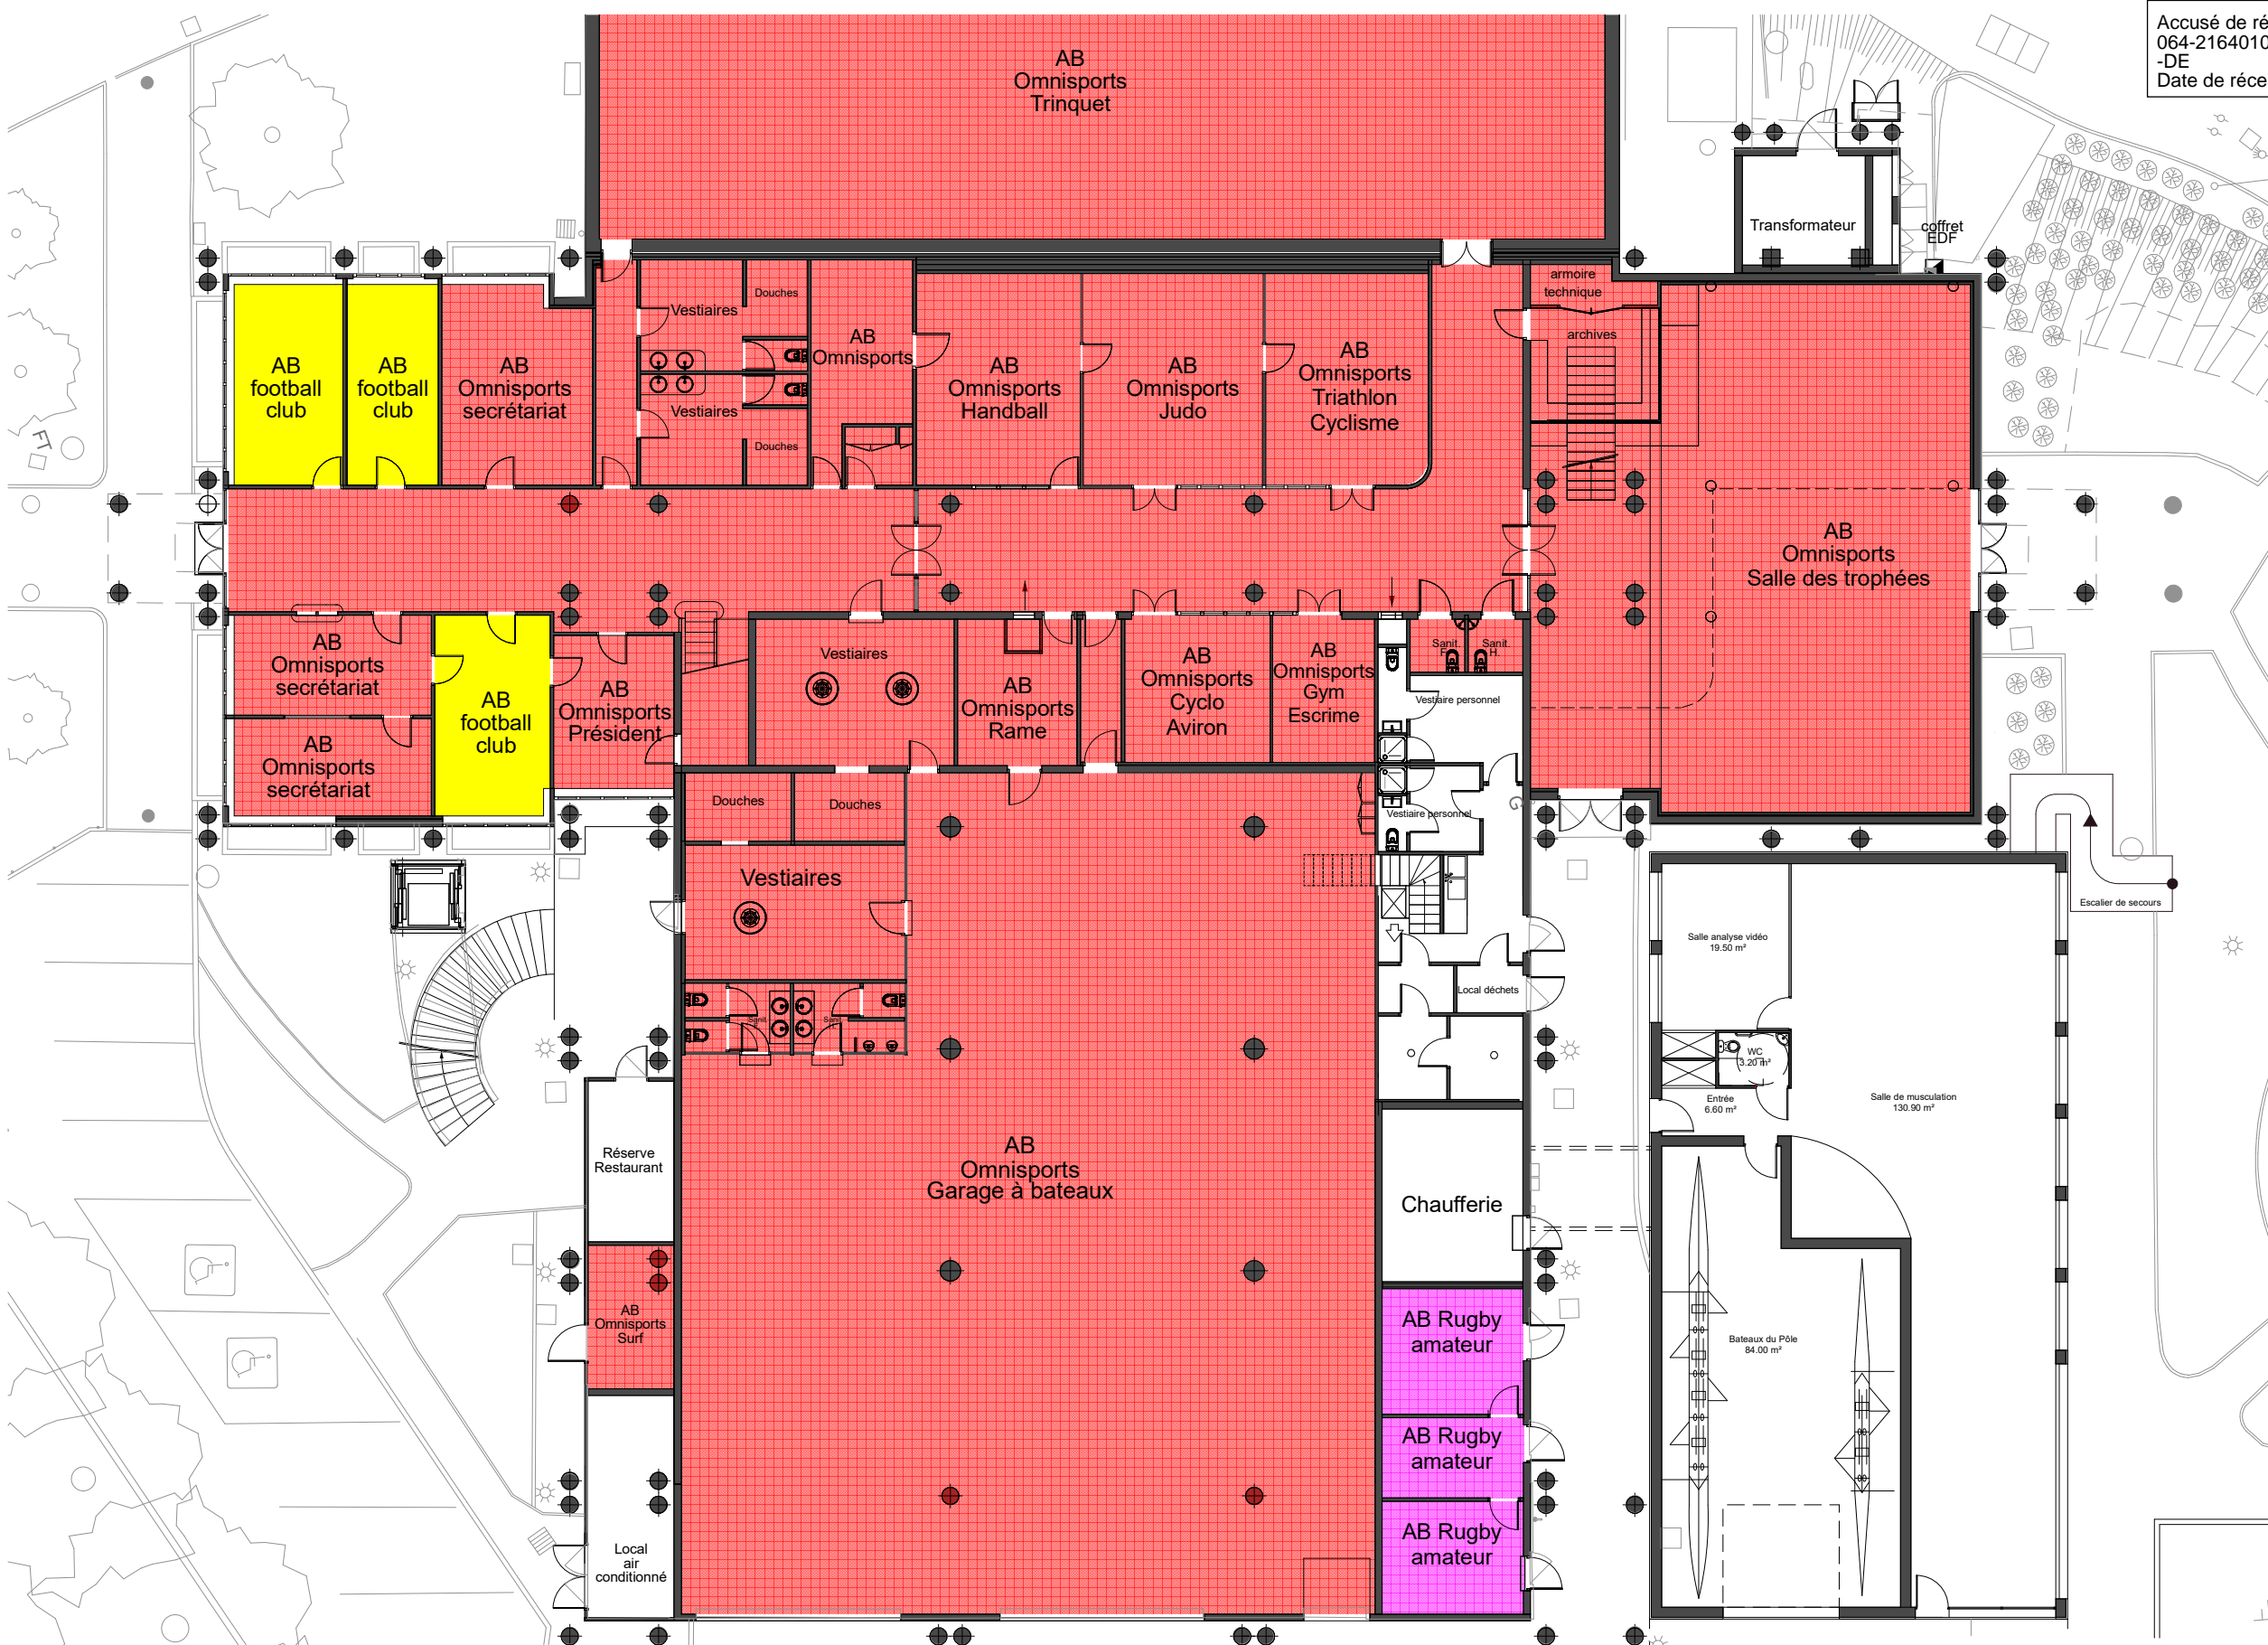 Accusé de ré
064-2164010
-DE
Date de réce
AB
Omnisports
Trinquet
Transformateur
coffret
EDF
armoire
technique
archives
AB
football
club
AB
football
club
AB
Omnisports
secrétariat
Vestiaires
Douches
Vestiaires
Douches
AB
Omnisports
AB
Omnisports
Handball
AB
Omnisports
Judo
AB
Omnisports
Triathlon
Cyclisme
FT
AB
Omnisports
Salle des trophées
AB
Omnisports
secrétariat
AB
Omnisports
secrétariat
AB
football
club
AB
Omnisports
Président
Vestiaires
AB
Omnisports
Rame
AB
Omnisports
Cyclo
Aviron
AB
Omnisports
Gym
Escrime
Sanit.
F.
Sanit.
H.
Vestiaire personnel
Vestiaire personnel
G
Douches
Douches
Vestiaires
Sanit.
Sanit.
Local déchets
Escalier de secours
Salle analyse vidéo
19.50 m²
WC
3.20 m²
Entrée
6.60 m²
Salle de musculation
130.90 m²
Réserve
Restaurant
AB
Omnisports
Garage à bateaux
Chaufferie
AB
Omnisports
Surf
AB Rugby
amateur
Bateaux du Pôle
84.00 m²
AB Rugby
amateur
AB Rugby
amateur
Local
air
conditionné